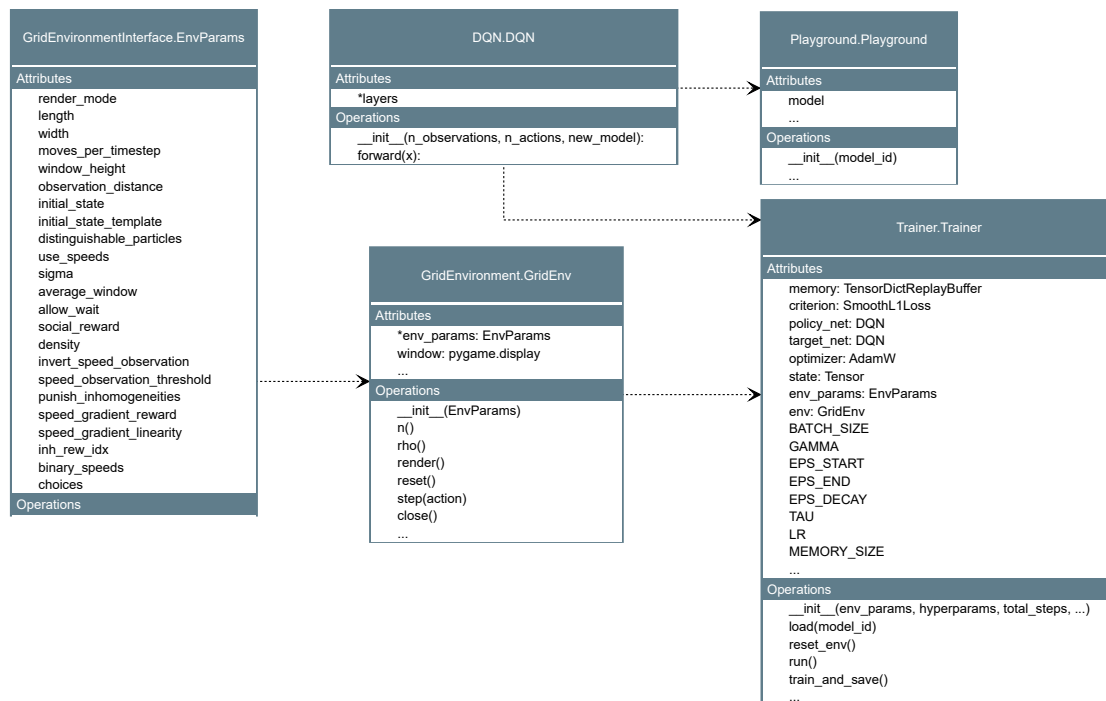 GridEnvironmentInterface.EnvParams
Attributes
render_mode
length
width
moves_per_timestep
window_height
observation_distance
initial_state
initial_state_template
distinguishable_particles
use_speeds
sigma
average_window
allow_wait
social_reward
density
invert_speed_observation
speed_observation_threshold
punish_inhomogeneities
speed_gradient_reward
speed_gradient_linearity
inh_rew_idx
binary_speeds
choices
Operations
DQN.DQN
Attributes
*layers
Operations
__init__(n_observations, n_actions, new_model):
forward(x):
Playground.Playground
Attributes
model
...
Operations
__init__(model_id)
...
GridEnvironment.GridEnv
Attributes
*env_params: EnvParams
window: pygame.display
...
Operations
__init__(EnvParams)
n()
rho()
render()
reset()
step(action)
close()
...
Trainer.Trainer
Attributes
memory: TensorDictReplayBuffer
criterion: SmoothL1Loss
policy_net: DQN
target_net: DQN
optimizer: AdamW
state: Tensor
env_params: EnvParams
env: GridEnv
BATCH_SIZE
GAMMA
EPS_START
EPS_END
EPS_DECAY
TAU
LR
MEMORY_SIZE
...
Operations
__init__(env_params, hyperparams, total_steps, ...)
load(model_id)
reset_env()
run()
train_and_save()
...